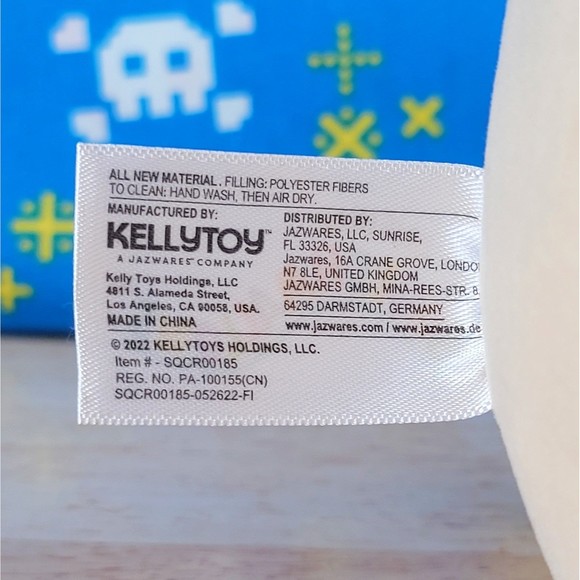 ALL NEW MATERIAL. FILLING: POLYESTER FIBERS
TO CLEAN: HAND WASH, THEN AIR DRY.
MANUFACTURED BY:
KELLYTOY™
A JAZWARES® COMPANY
Kelly Toys Holdings, LLC
4811 S. Alameda Street,
Los Angeles, CA 90058, USA.
MADE IN CHINA
DISTRIBUTED BY:
JAZWARES, LLC, SUNRISE,
FL 33326, USA
Jazwares, 16A CRANE GROVE, LONDO
N7 8LE, UNITED KINGDOM
JAZWARES GMBH, MINA-REES-STR. 8
64295 DARMSTADT, GERMANY
www.jazwares.com / www.jazwares.de
© 2022 KELLYTOYS HOLDINGS, LLC.
Item # - SQCR00185
REG. NO. PA-100155(CN)
SQCR00185-052622-FI